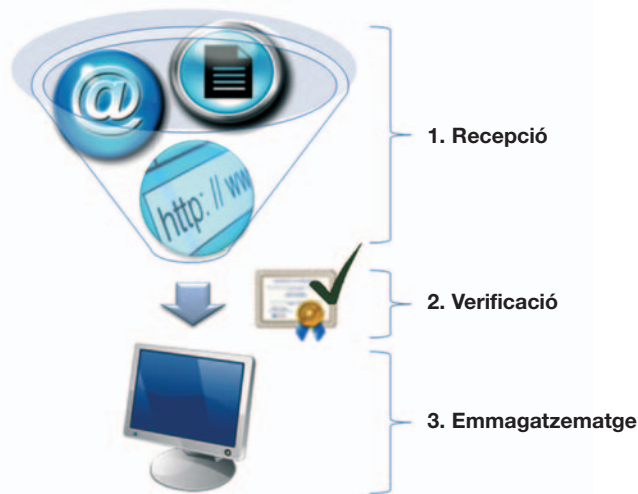 @
1. Recepció
http: // ww
2. Verificació
3. Emmagatzematge